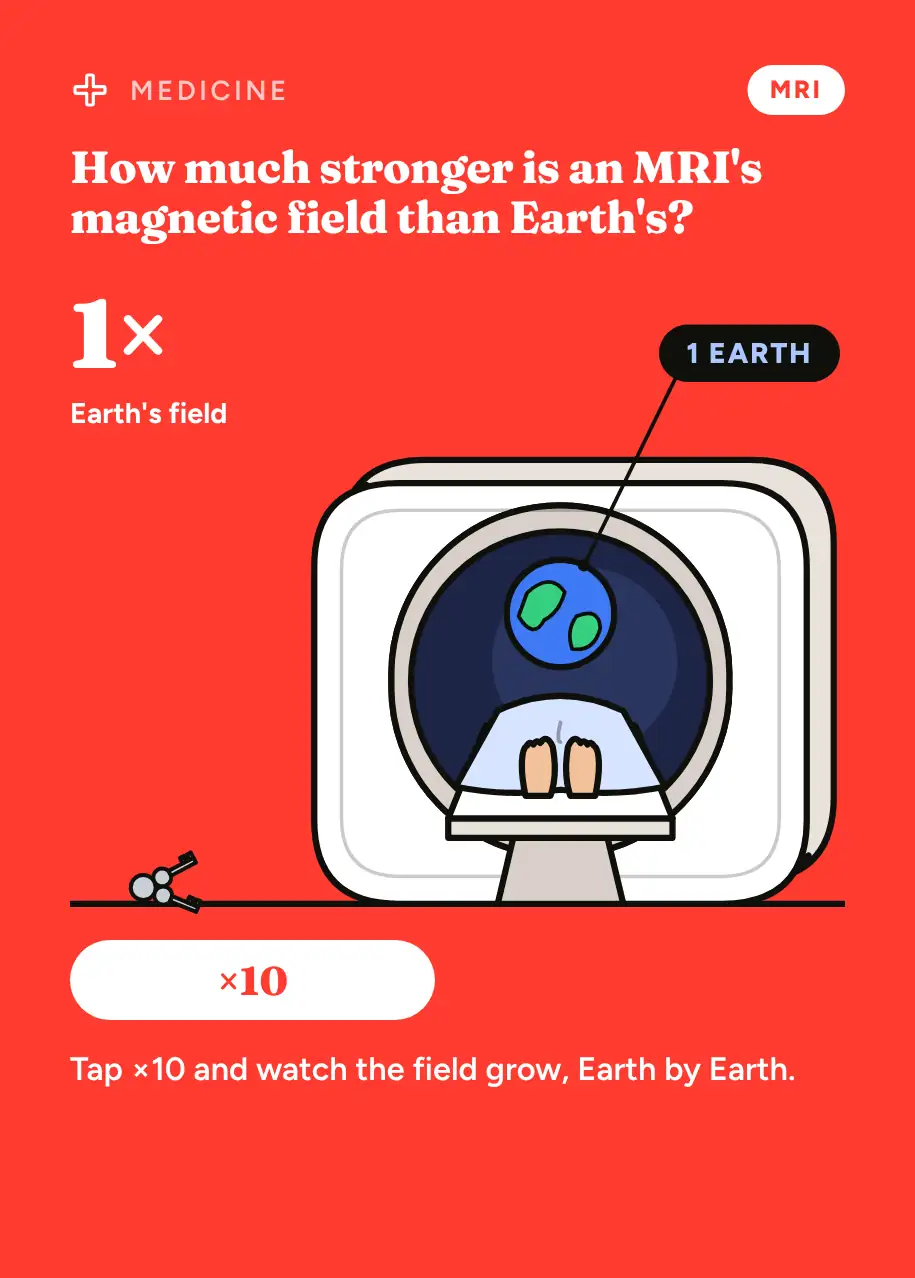 MEDICINE
MRI
How much stronger is an MRI's
magnetic field than Earth's?
1×
Earth's field
1 EARTH
×10
Tap ×10 and watch the field grow, Earth by Earth.